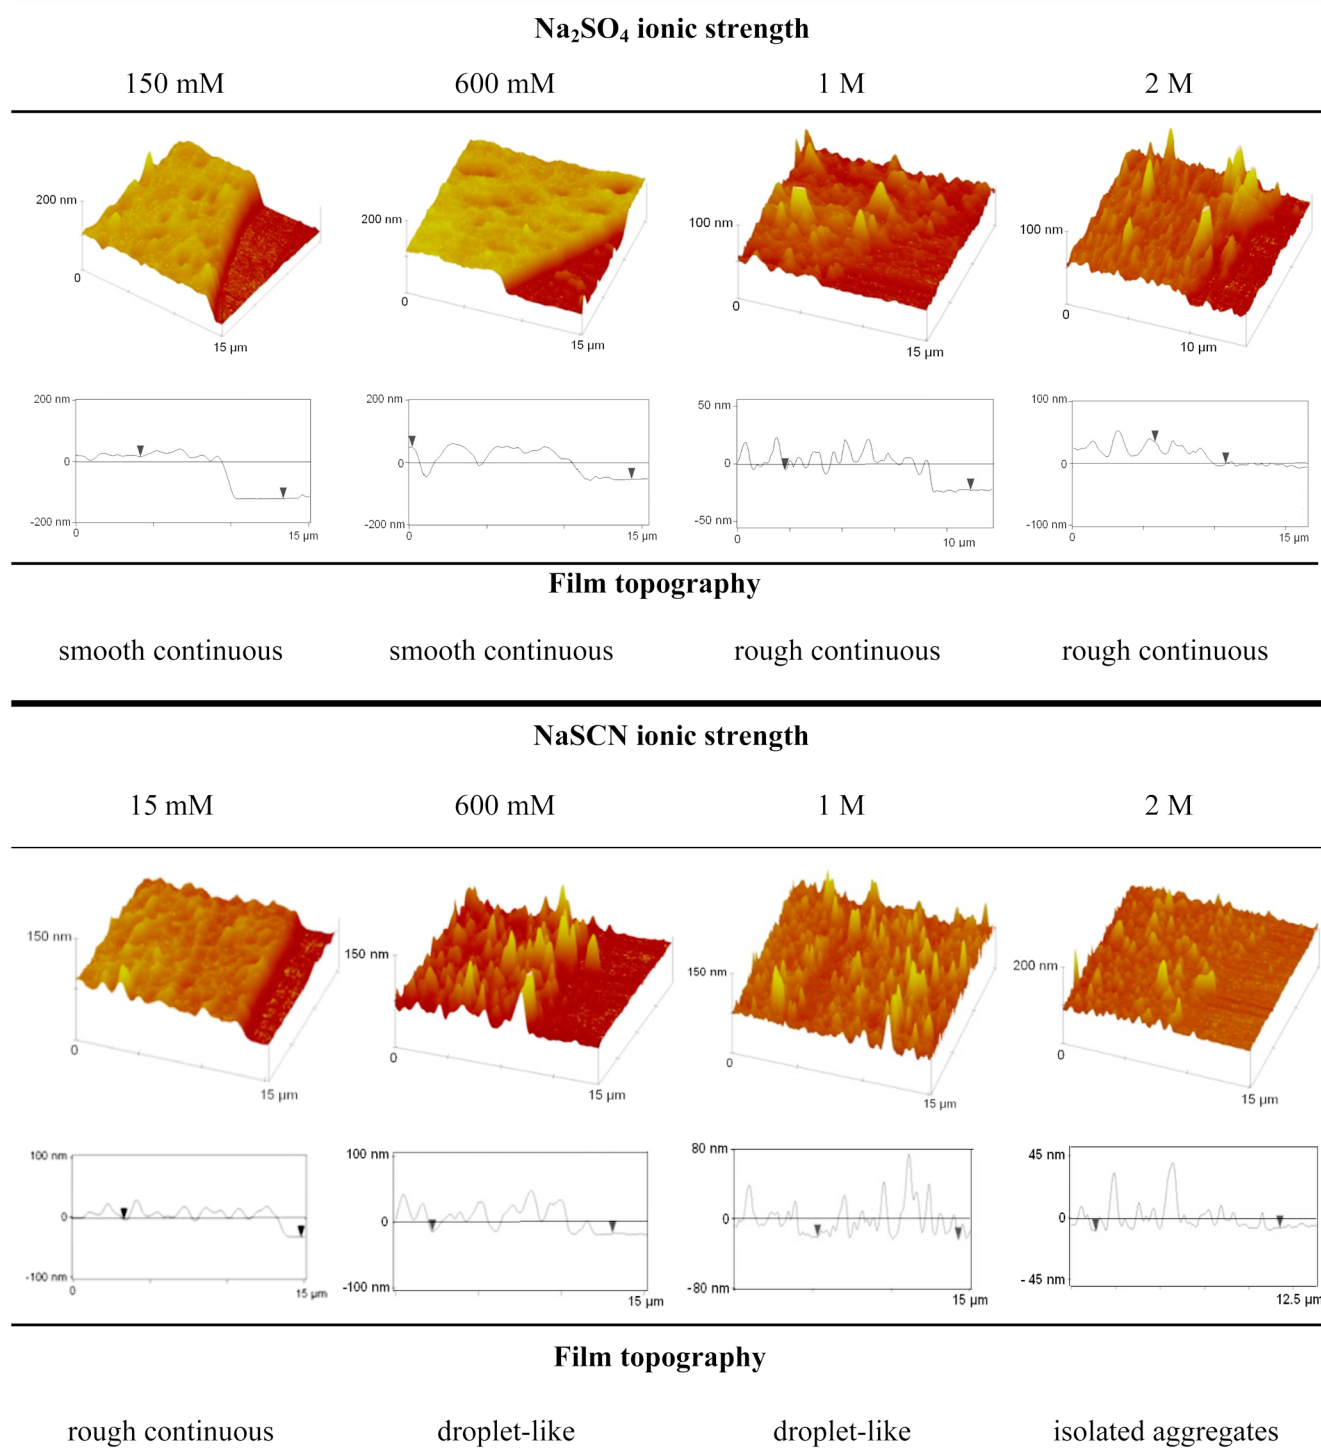 Na₂SO₄ ionic strength
150 mM 600 mM 1 M 2 M
200 nm 0 15 µm
200 nm 0 15 µm
100 nm 0 15 µm
100 nm 0 10 µm
200 nm 0 -200 nm 0 15 µm
200 nm 0 -200 nm 0 15 µm
50 nm 0 -50 nm 0 10 µm
100 nm 0 -100 nm 0 15 µm
Film topography
smooth continuous smooth continuous rough continuous rough continuous
NaSCN ionic strength
15 mM 600 mM 1 M 2 M
150 nm 0 15 µm
150 nm 0 15 µm
150 nm 0 15 µm
200 nm 0 15 µm
100 nm 0 -100 nm 0 15 µm
100 nm 0 -100 nm 15 µm
80 nm 0 -80 nm 15 µm
45 nm 0 - 45 nm 12.5 µm
Film topography
rough continuous droplet-like droplet-like isolated aggregates